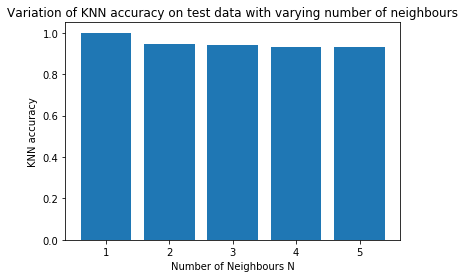 Variation of KNN accuracy on test data with varying number of neighbours
1.0
0.8
0.6
0.4
0.2
0.0
KNN accuracy
1 2 3 4 5
Number of Neighbours N